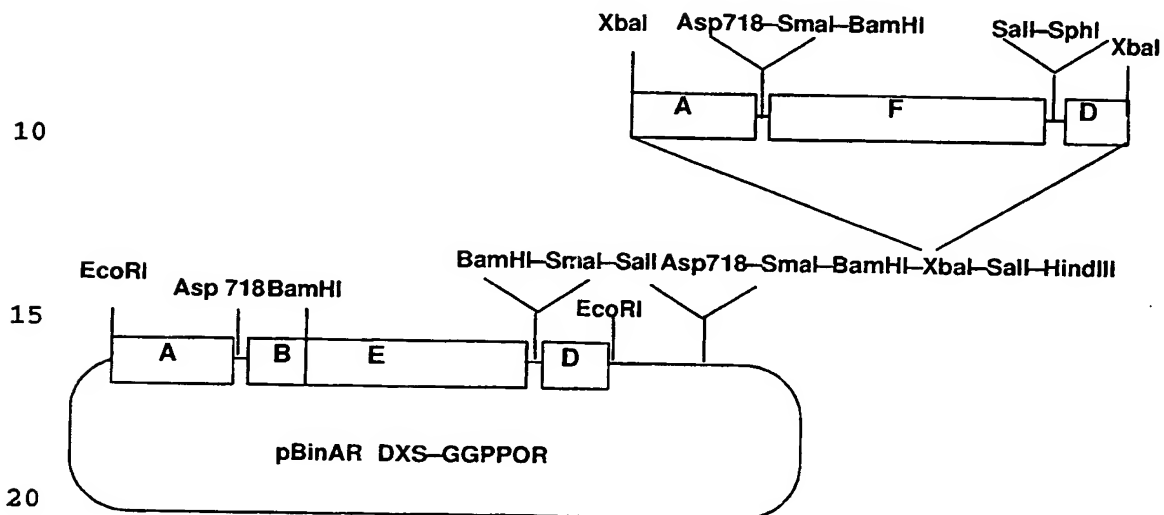 XbaI Asp718–SmaI–BamHI SalI–SphI XbaI
A F D
10
BamHI–SmaI–SalI Asp718–SmaI–BamHI–XbaI–SalI–HindIII
EcoRI
Asp 718 BamHI EcoRI
15
A B E D
pBinAR DXS–GGPPOR
20